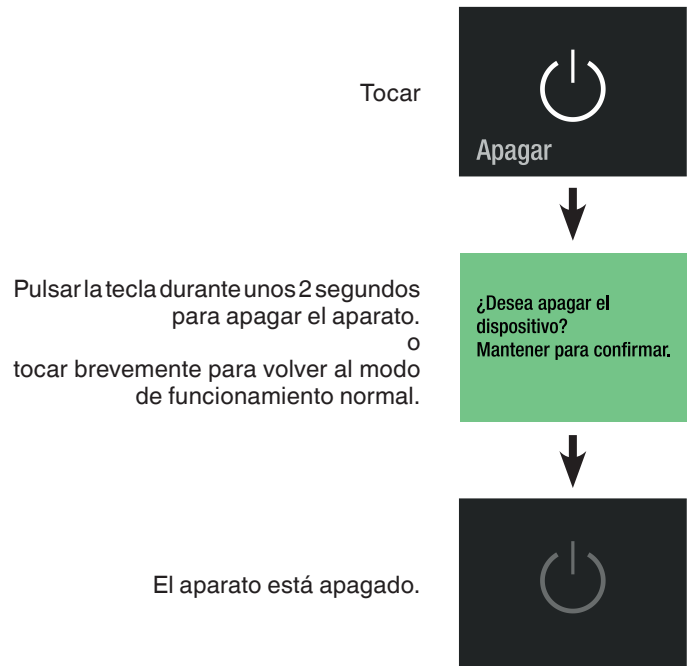 Tocar
Apagar
Pulsar la tecla durante unos 2 segundos
para apagar el aparato.
o
tocar brevemente para volver al modo
de funcionamiento normal.
¿Desea apagar el
dispositivo?
Mantener para confirmar.
El aparato está apagado.